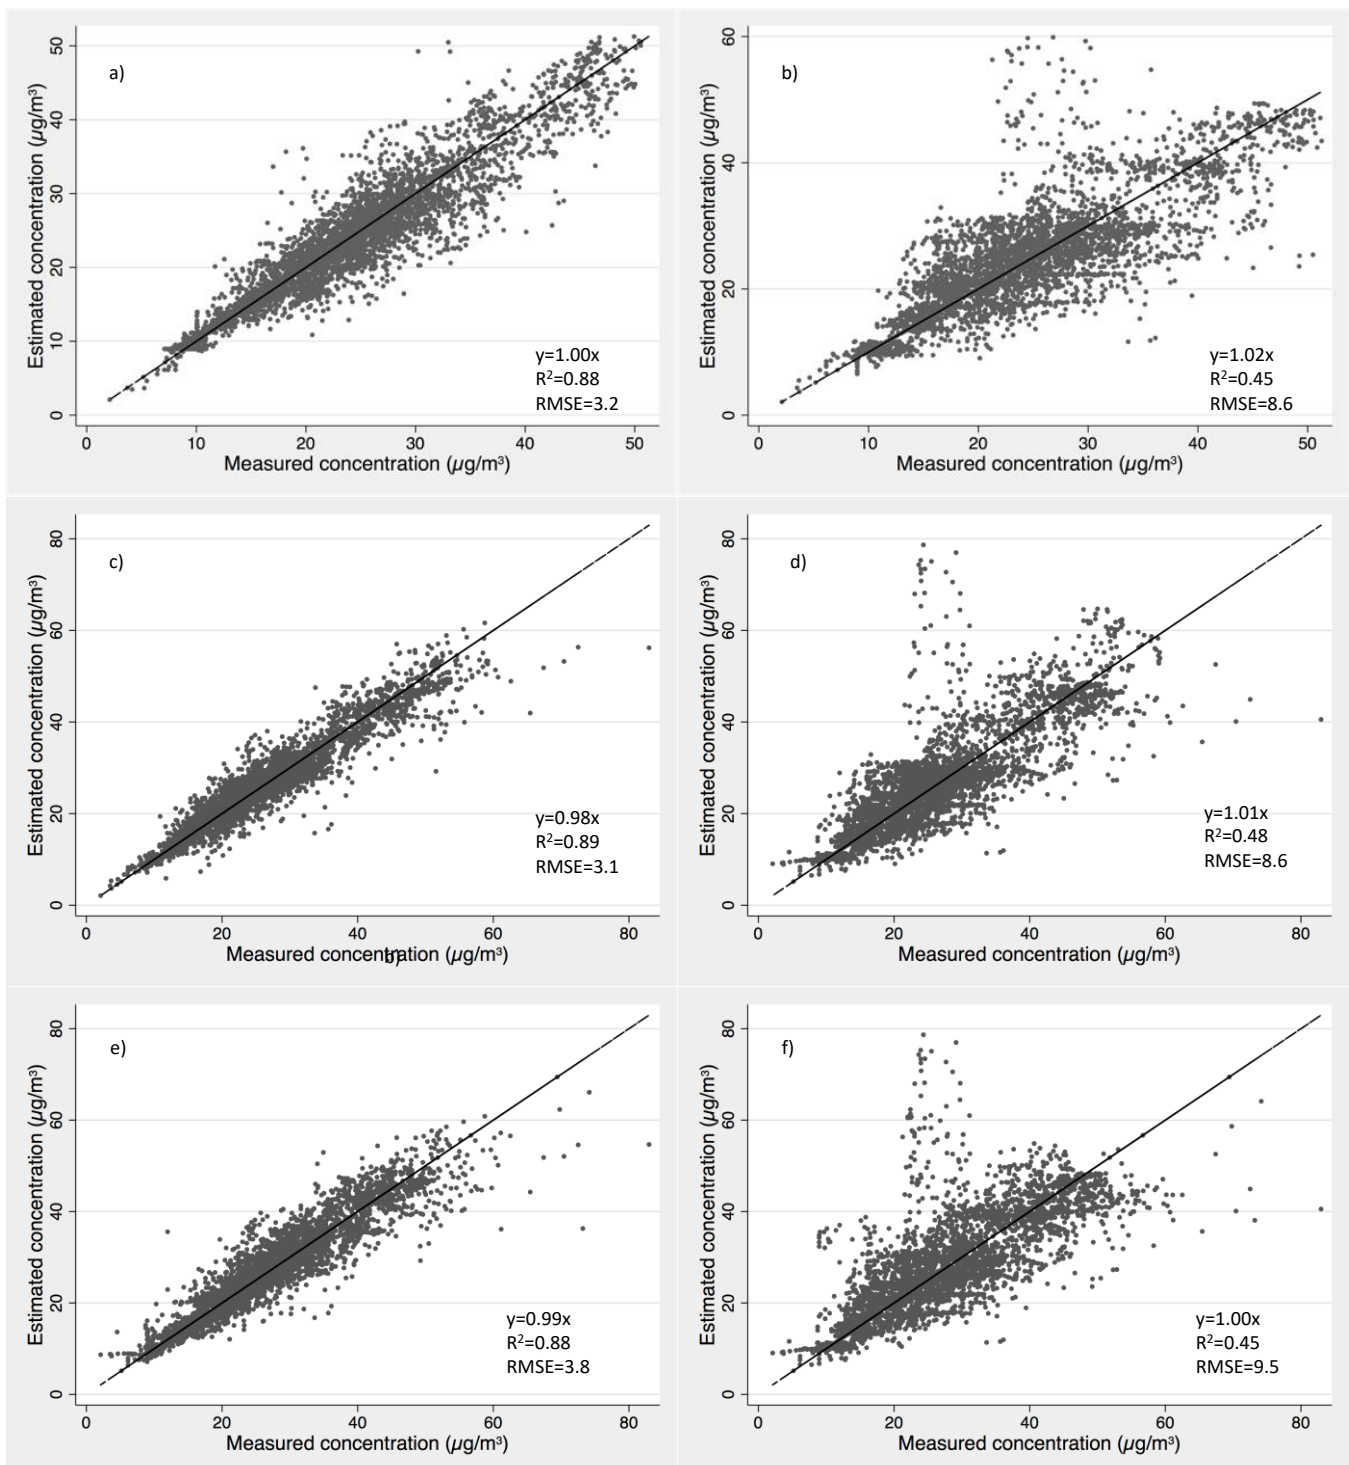 a)
Estimated concentration (µg/m³)
50
40
30
20
10
0
y=1.00x
R²=0.88
RMSE=3.2
0 10 20 30 40 50
Measured concentration (µg/m³)
b)
Estimated concentration (µg/m³)
60
40
20
0
y=1.02x
R²=0.45
RMSE=8.6
0 10 20 30 40 50
Measured concentration (µg/m³)
c)
Estimated concentration (µg/m³)
80
60
40
20
0
y=0.98x
R²=0.89
RMSE=3.1
0 20 40 60 80
Measured concentration (µg/m³)
b)
d)
Estimated concentration (µg/m³)
80
60
40
20
0
y=1.01x
R²=0.48
RMSE=8.6
0 20 40 60 80
Measured concentration (µg/m³)
e)
Estimated concentration (µg/m³)
80
60
40
20
0
y=0.99x
R²=0.88
RMSE=3.8
0 20 40 60 80
Measured concentration (µg/m³)
f)
Estimated concentration (µg/m³)
80
60
40
20
0
y=1.00x
R²=0.45
RMSE=9.5
0 20 40 60 80
Measured concentration (µg/m³)